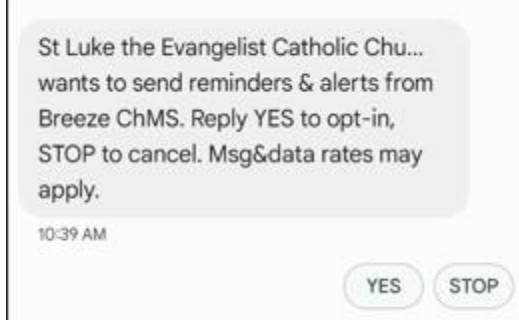 St Luke the Evangelist Catholic Chu...
wants to send reminders & alerts from
Breeze ChMS. Reply YES to opt-in,
STOP to cancel. Msg&data rates may
apply.
10:39 AM
YES STOP